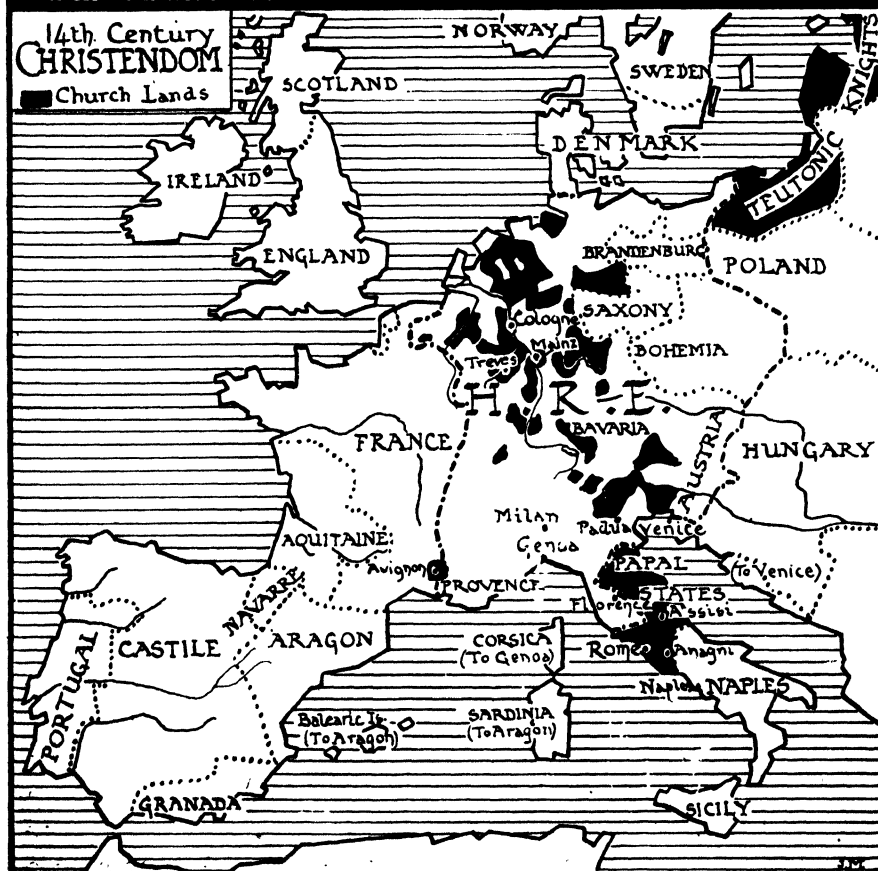 14th. Century
CHRISTENDOM
Church Lands
NORWAY
SWEDEN
SCOTLAND
TEUTONIC KNIGHTS
DENMARK
IRELAND
ENGLAND
BRANDENBURG
POLAND
SAXONY
Cologne
Mainz
Treves
BOHEMIA
H. R. E.
BAVARIA
FRANCE
AUSTRIA
HUNGARY
Milan
Padua
Venice
Genoa
AQUITAINE
Avignon
PROVENCE
PAPAL
STATES
(To Venice)
Florence
Assisi
NAVARRE
CASTILE
ARAGON
PORTUGAL
CORSICA
(To Genoa)
Rome
Anagni
Naples
NAPLES
Balearic Is.
(To Aragon)
SARDINIA
(To Aragon)
GRANADA
SICILY
J.M.